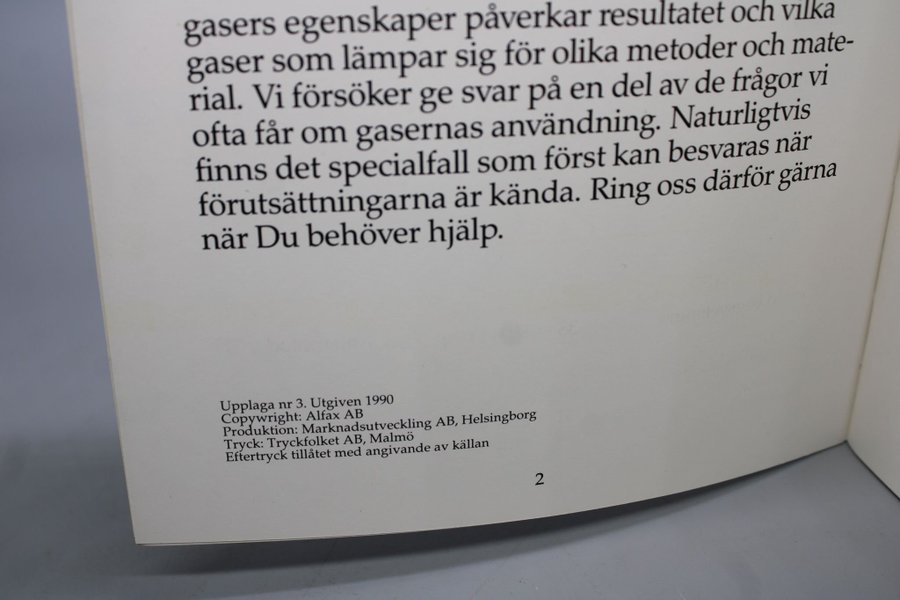 gasers egenskaper påverkar resultatet och vilka
gaser som lämpar sig för olika metoder och mate-
rial. Vi försöker ge svar på en del av de frågor vi
ofta får om gasernas användning. Naturligtvis
finns det specialfall som först kan besvaras när
förutsättningarna är kända. Ring oss därför gärna
när Du behöver hjälp.
Upplaga nr 3. Utgiven 1990
Copywright: Alfax AB
Produktion: Marknadsutveckling AB, Helsingborg
Tryck: Tryckfolket AB, Malmö
Eftertryck tillåtet med angivande av källan
2